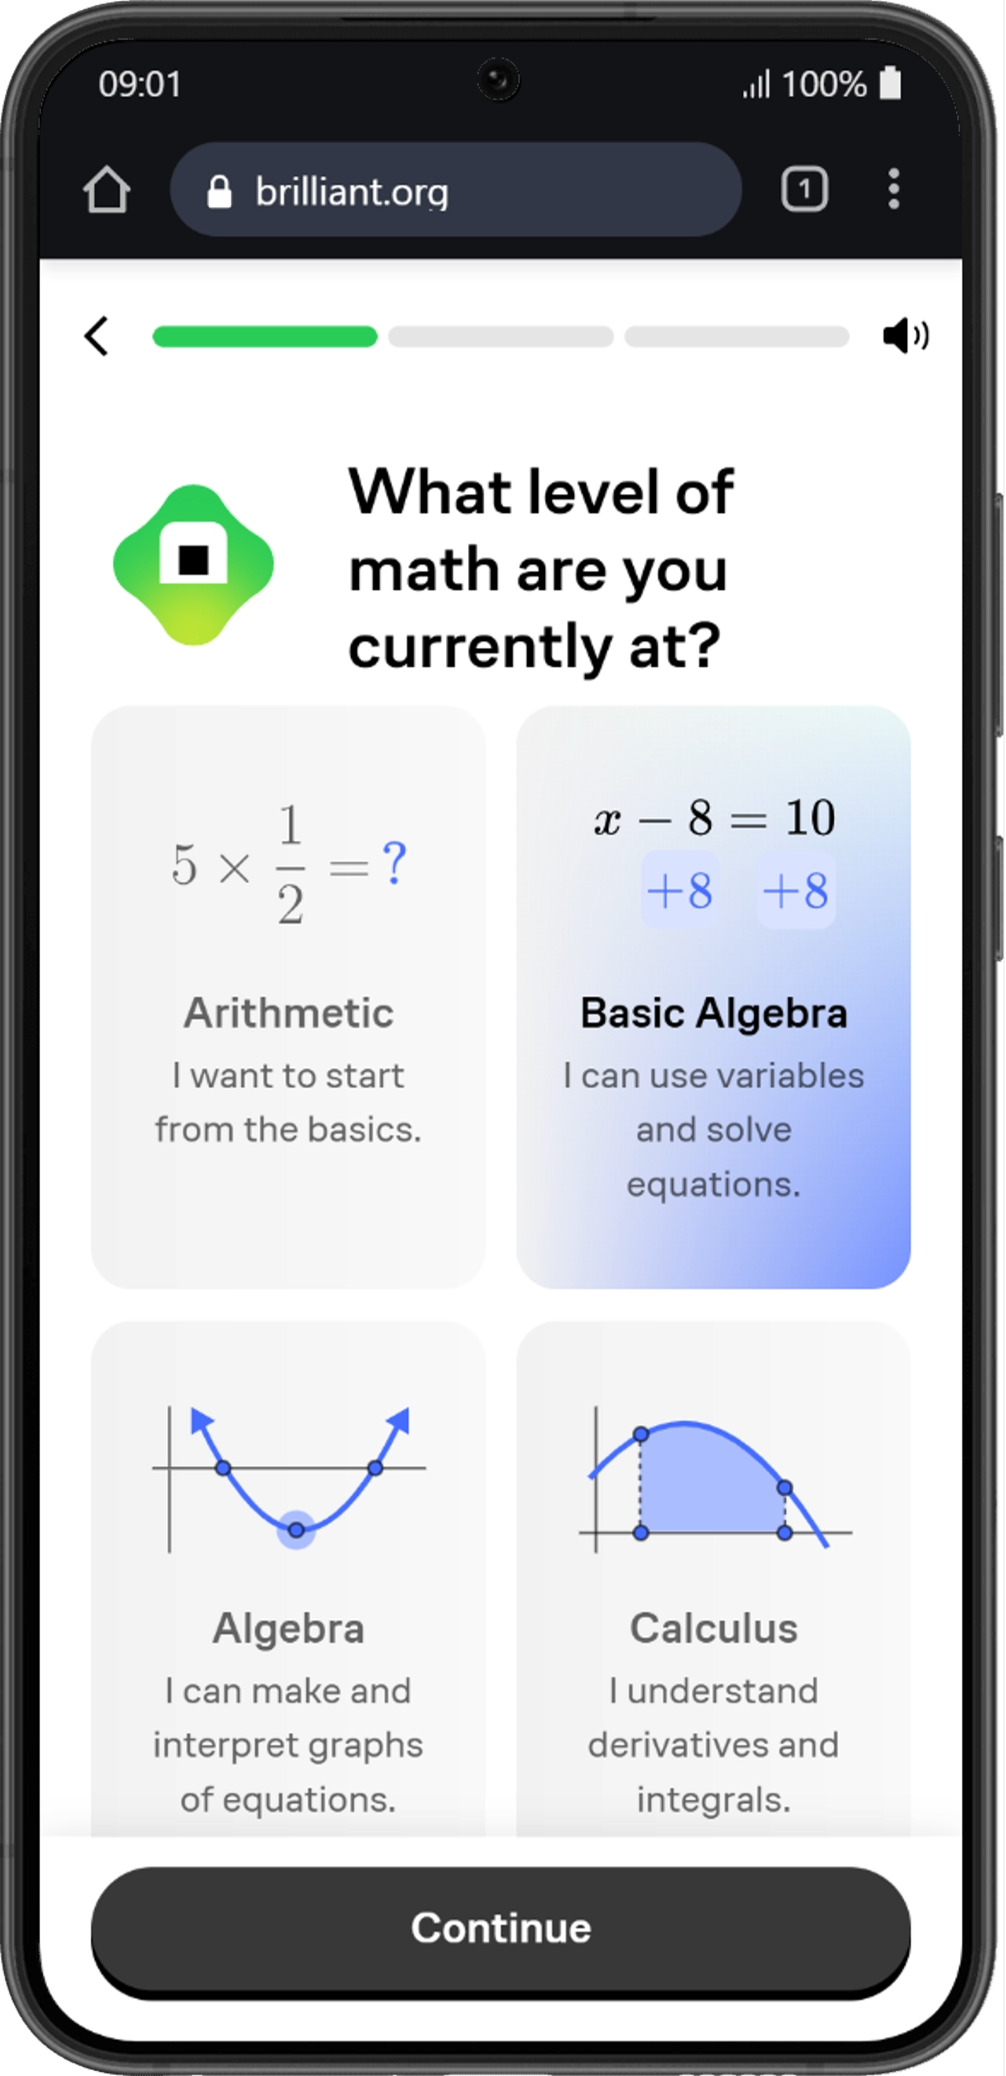 09:01
100%
brilliant.org
1
What level of
math are you
currently at?
5 × 1/2 = ?
Arithmetic
I want to start
from the basics.
x − 8 = 10
+8 +8
Basic Algebra
I can use variables
and solve
equations.
Algebra
I can make and
interpret graphs
of equations.
Calculus
I understand
derivatives and
integrals.
Continue